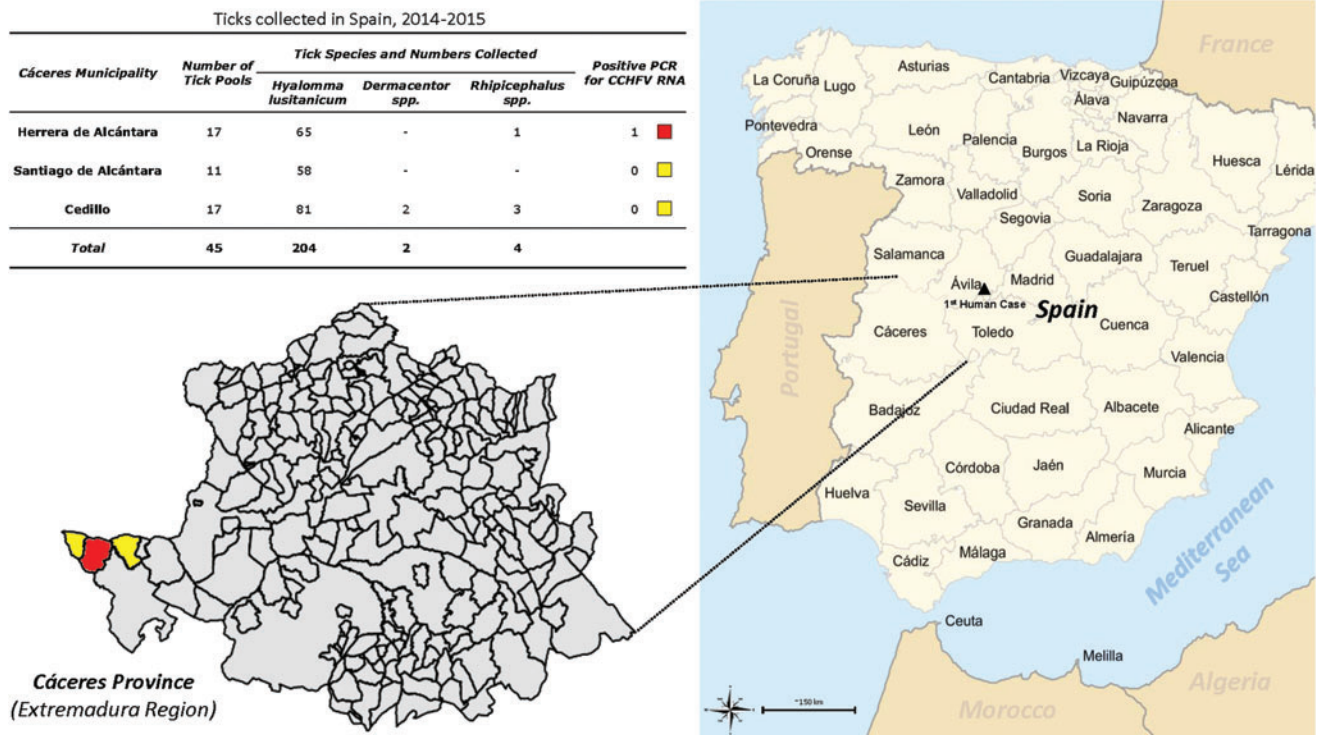 Ticks collected in Spain, 2014-2015
Cáceres Municipality
Number of
Tick Pools
Tick Species and Numbers Collected
Hyalomma
lusitanicum
Dermacentor
spp.
Rhipicephalus
spp.
Positive PCR
for CCHFV RNA
Herrera de Alcántara 17 65 - 1 1
Santiago de Alcántara 11 58 - - 0
Cedillo 17 81 2 3 0
Total 45 204 2 4
Cáceres Province
(Extremadura Region)
France
La Coruña
Lugo
Asturias
Cantabria
Vizcaya
Guipúzcoa
Álava
Navarra
Pontevedra
Orense
León
Palencia
Burgos
La Rioja
Huesca
Lérida
Zamora
Valladolid
Soria
Zaragoza
Segovia
Tarragona
Salamanca
Guadalajara
Teruel
Ávila
Madrid
1st Human Case
Spain
Castellón
Portugal
Cáceres
Toledo
Cuenca
Valencia
Badajoz
Ciudad Real
Albacete
Alicante
Córdoba
Jaén
Murcia
Huelva
Sevilla
Granada
Almería
Cádiz
Málaga
Mediterranean
Sea
Ceuta
Melilla
Algeria
Morocco
~150 km